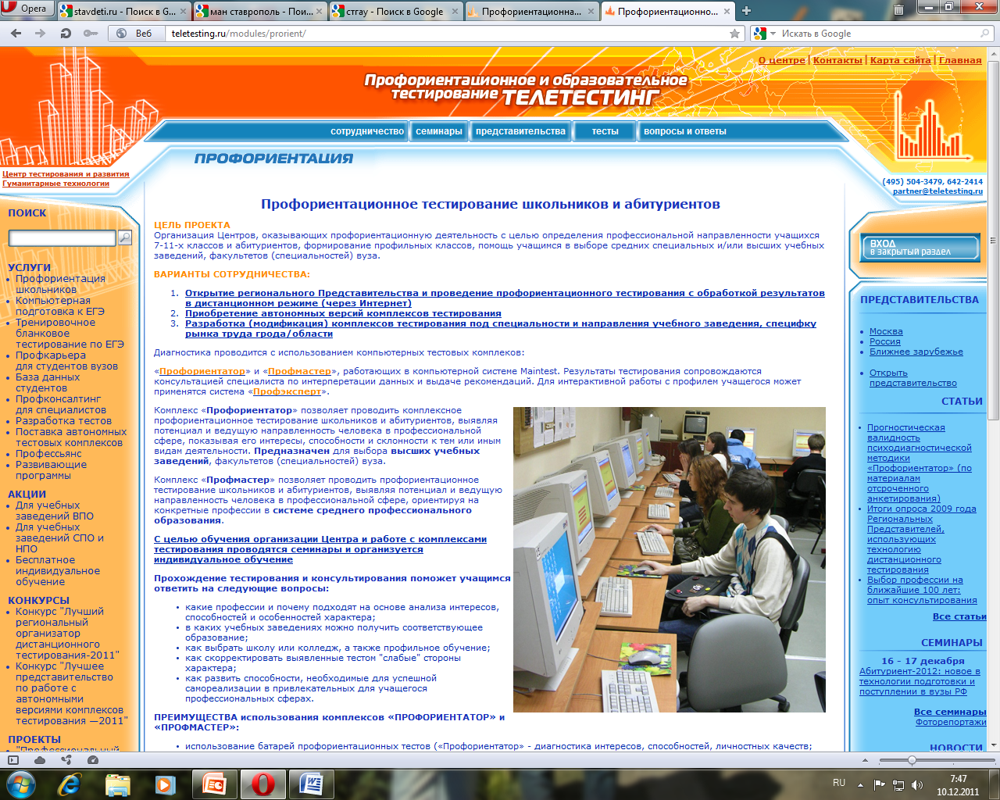 Opera
stavdeti.ru - Поиск в G...
ман ставрополь - Пои...
стгау - Поиск в Google
Профориентационна...
Профориентационно...
Веб
teletesting.ru/modules/prorient/
Искать в Google
О центре | Контакты | Карта сайта | Главная
Профориентационное и образовательное
тестирование ТЕЛЕТЕСТИНГ
сотрудничество
семинары
представительства
тесты
вопросы и ответы
ПРОФОРИЕНТАЦИЯ
Центр тестирования и развития
Гуманитарные технологии
(495) 504-3479, 642-2414
partner@teletesting.ru
ПОИСК
УСЛУГИ
Профориентация
школьников
Компьютерная
подготовка к ЕГЭ
Тренировочное
бланковое
тестирование по ЕГЭ
Профкарьера
для студентов вузов
База данных
студентов
Профконсалтинг
для специалистов
Разработка тестов
Поставка автономных
тестовых комплексов
Профессьянс
Развивающие
программы
АКЦИИ
Для учебных
заведений ВПО
Для учебных
заведений СПО и
НПО
Бесплатное
индивидуальное
обучение
КОНКУРСЫ
Конкурс "Лучший
региональный
организатор
дистанционного
тестирования-2011"
Конкурс "Лучшее
представительство
по работе с
автономными
версиями комплексов
тестирования —2011"
ПРОЕКТЫ
"Профессиональный
Профориентационное тестирование школьников и абитуриентов
ЦЕЛЬ ПРОЕКТА
Организация Центров, оказывающих профориентационную деятельность с целью определения профессиональной направленности учащихся
7-11-х классов и абитуриентов, формирование профильных классов, помощь учащимся в выборе средних специальных и/или высших учебных
заведений, факультетов (специальностей) вуза.
ВАРИАНТЫ СОТРУДНИЧЕСТВА:
1. Открытие регионального Представительства и проведение профориентационного тестирования с обработкой результатов
в дистанционном режиме (через Интернет)
2. Приобретение автономных версий комплексов тестирования
3. Разработка (модификация) комплексов тестирования под специальности и направления учебного заведения, специфку
рынка труда грода/области
Диагностика проводится с использованием компьютерных тестовых комплеков:
«Профориентатор» и «Профмастер», работающих в компьютерной системе Maintest. Результаты тестирования сопровождаются
консультацией специалиста по интерперетации данных и выдаче рекомендаций. Для интерактивной работы с профилем учащегося может
применятся система «Профэксперт».
Комплекс «Профориентатор» позволяет проводить комплексное
профориентационное тестирование школьников и абитуриентов, выявляя
потенциал и ведущую направленность человека в профессиональной
сфере, показывая его интересы, способности и склонности к тем или иным
видам деятельности. Предназначен для выбора высших учебных
заведений, факультетов (специальностей) вуза.
Комплекс «Профмастер» позволяет проводить профориентационное
тестирование школьников и абитуриентов, выявляя потенциал и ведущую
направленность человека в профессиональной сфере, ориентируя на
конкретные профессии в системе среднего профессионального
образования.
С целью обучения организации Центра и работе с комплексами
тестирования проводятся семинары и организуется
индивидуальное обучение
Прохождение тестирования и консультирования поможет учащимся
ответить на следующие вопросы:
какие профессии и почему подходят на основе анализа интересов,
способностей и особенностей характера;
в каких учебных заведениях можно получить соответствующее
образование;
как выбрать школу или колледж, а также профильное обучение;
как скорректировать выявленные тестом "слабые" стороны
характера;
как развить способности, необходимые для успешной
самореализации в привлекательных для учащегося
профессиональных сферах.
ПРЕИМУЩЕСТВА использования комплексов «ПРОФОРИЕНТАТОР» и
«ПРОФМАСТЕР»:
использование батарей профориентационных тестов («Профориентатор» - диагностика интересов, способностей, личностных качеств;
ВХОД
в закрытый раздел
ПРЕДСТАВИТЕЛЬСТВА
Москва
Россия
Ближнее зарубежье
Открыть
представительство
СТАТЬИ
Прогностическая
валидность
психодиагностической
методики
«Профориентатор» (по
материалам
отсроченного
анкетирования)
Итоги опроса 2009 года
Региональных
Представителей,
использующих
технологию
дистанционного
тестирования
Выбор профессии на
ближайшие 100 лет:
опыт консультирования
Все статьи
СЕМИНАРЫ
16 - 17 декабря
Абитуриент-2012: новое в
технологии подготовки и
поступлении в вузы РФ
Все семинары
Фоторепортажи
НОВОСТИ
RU
7:47
10.12.2011